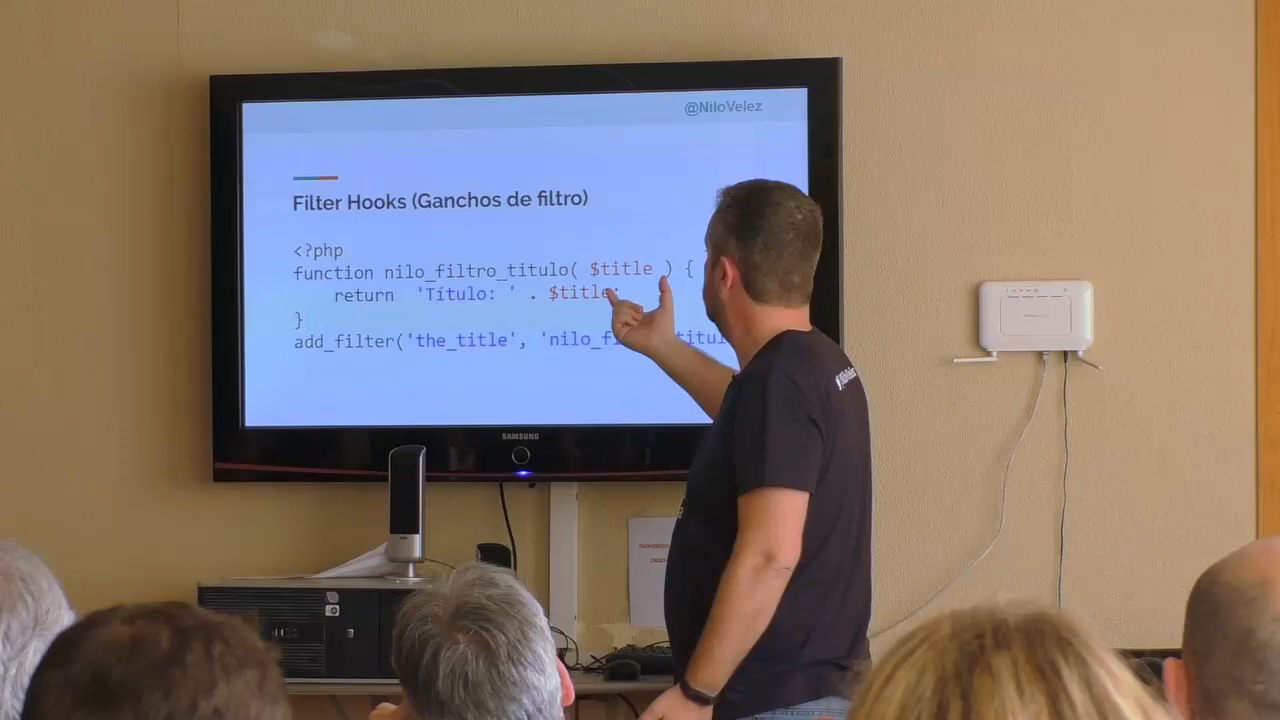 @NiloVelez
Filter Hooks (Ganchos de filtro)
<?php
function nilo_filtro_titulo( $title ) {
return 'Título: ' . $title;
}
add_filter('the_title', 'nilo_f
SAMSUNG